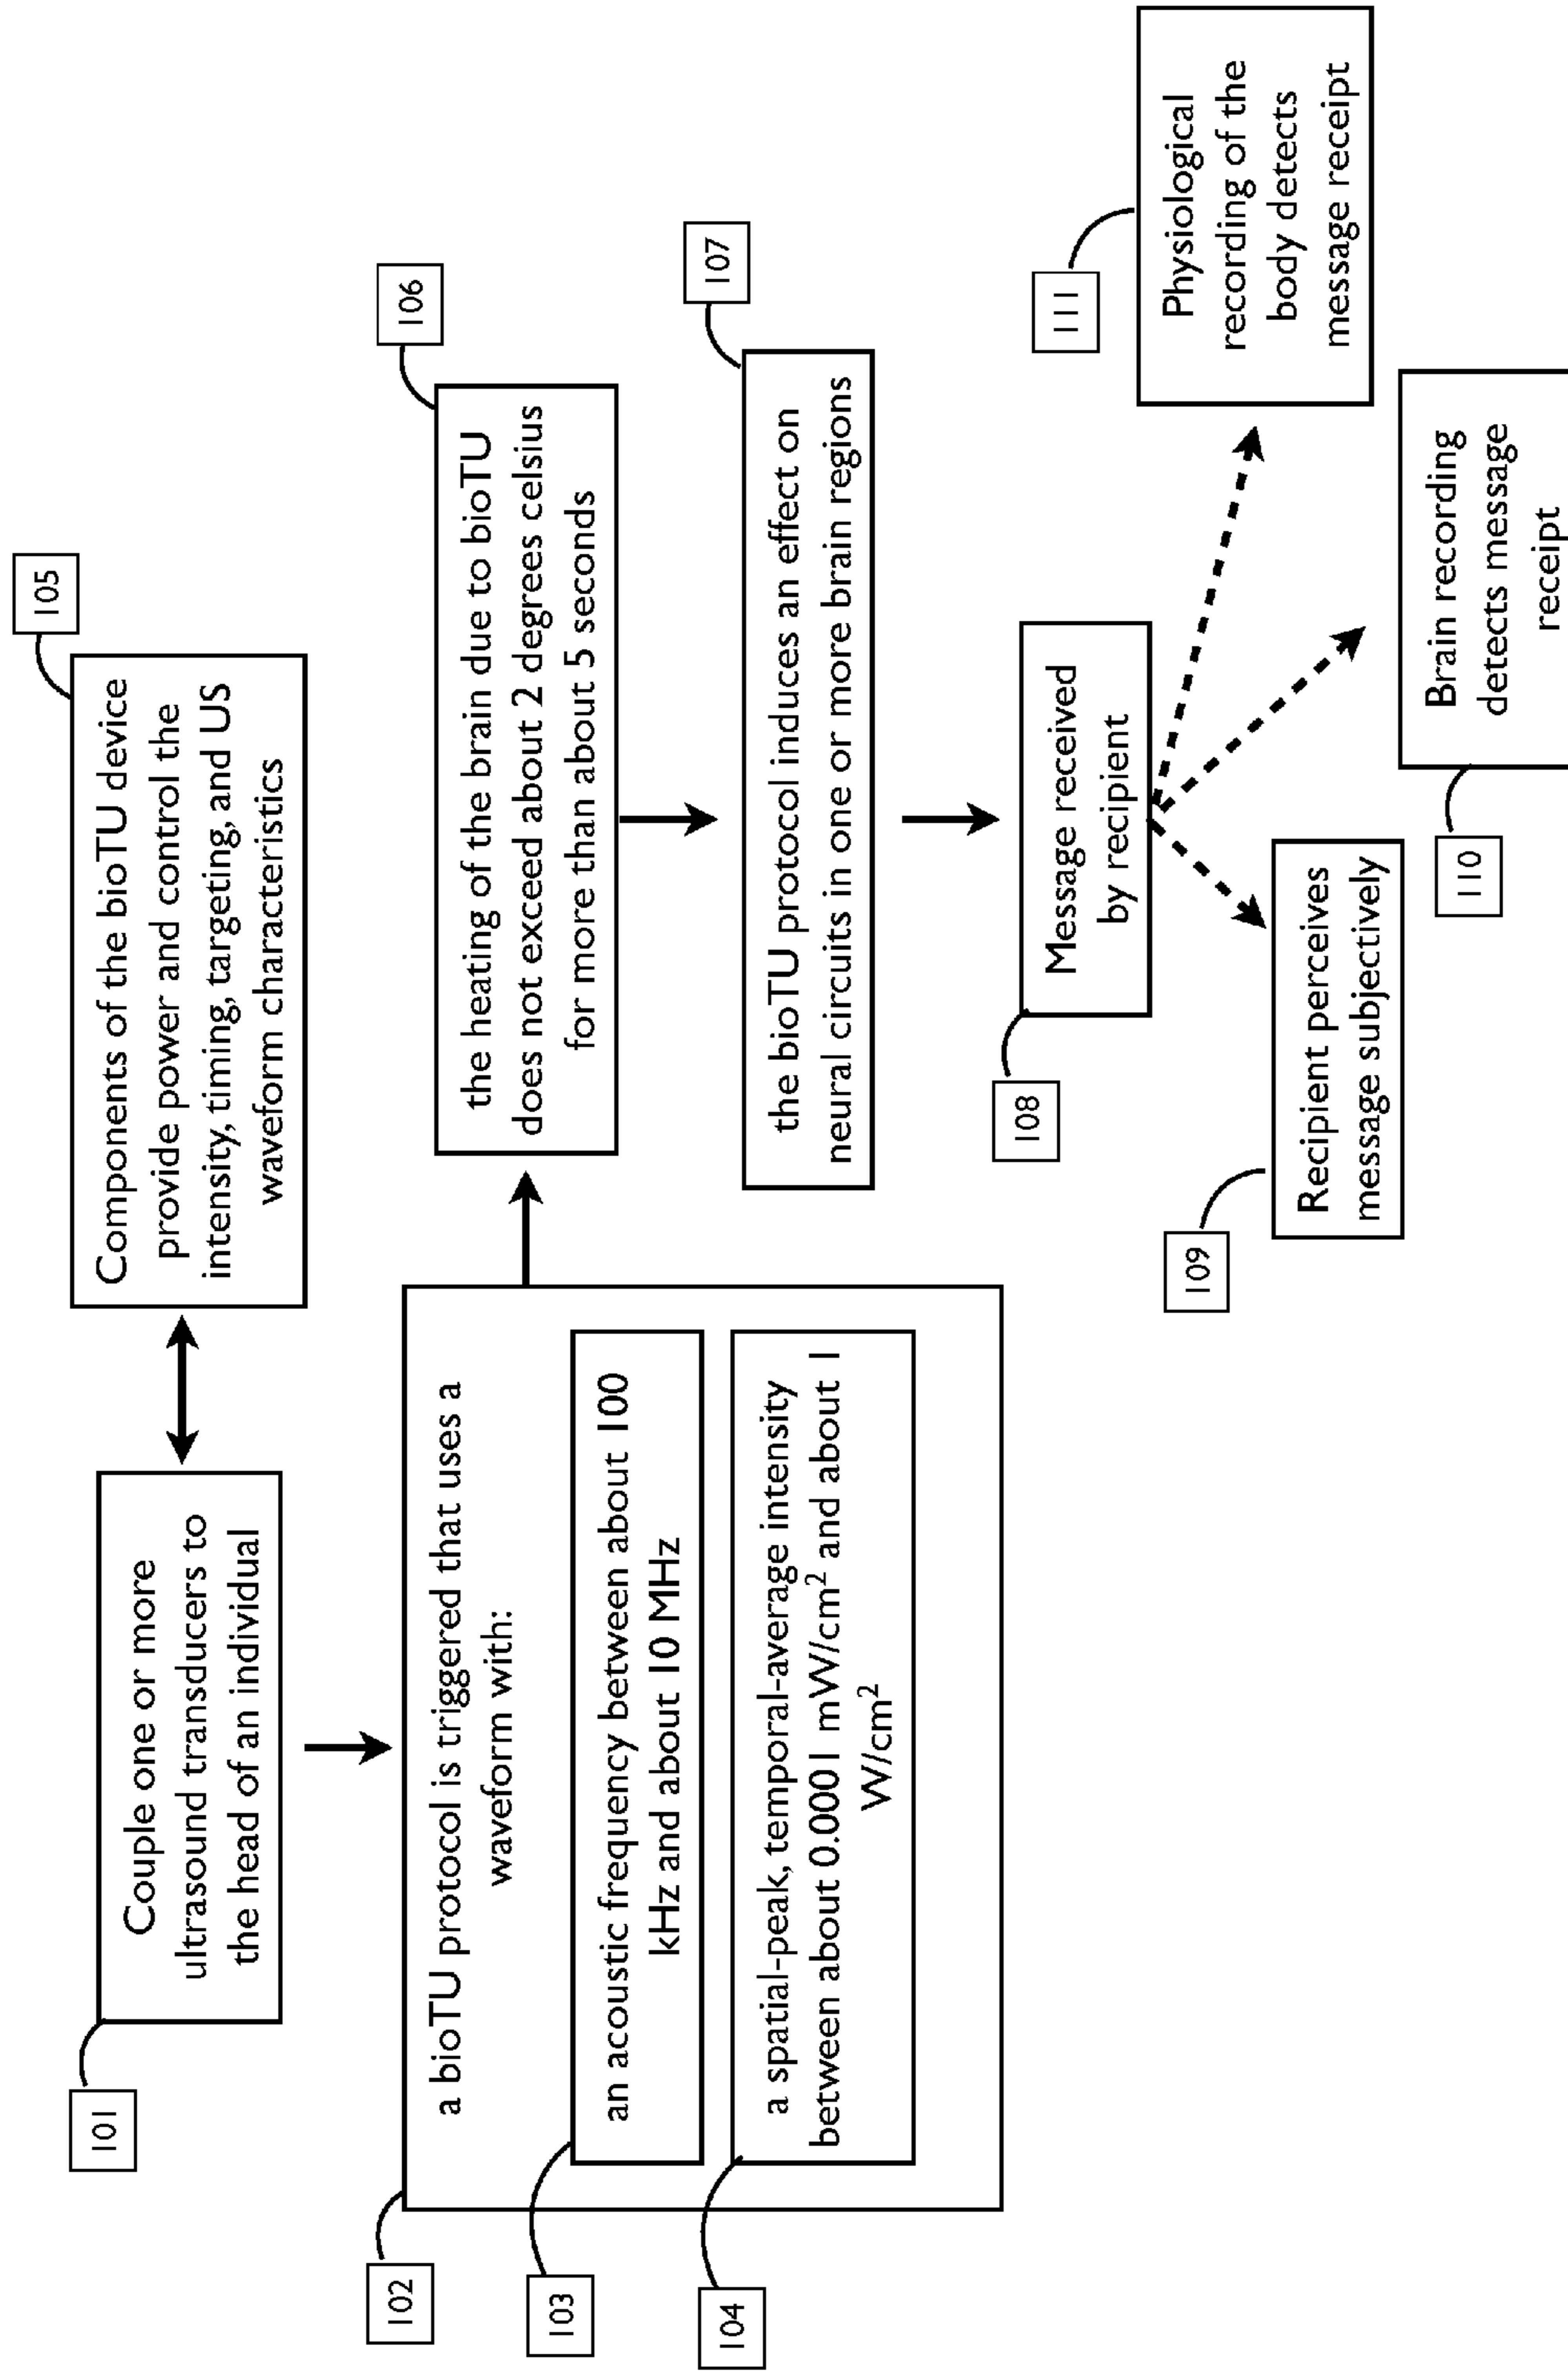 101
Couple one or more
ultrasound transducers to
the head of an individual
105
Components of the bioTU device
provide power and control the
intensity, timing, targeting, and US
waveform characteristics
102
a bioTU protocol is triggered that uses a
waveform with:
103
an acoustic frequency between about 100
kHz and about 10 MHz
104
a spatial-peak, temporal-average intensity
between about 0.0001 mW/cm² and about 1
W/cm²
106
the heating of the brain due to bioTU
does not exceed about 2 degrees celsius
for more than about 5 seconds
107
the bioTU protocol induces an effect on
neural circuits in one or more brain regions
108
Message received
by recipient
109
Recipient perceives
message subjectively
110
Brain recording
detects message
receipt
111
Physiological
recording of the
body detects
message receipt